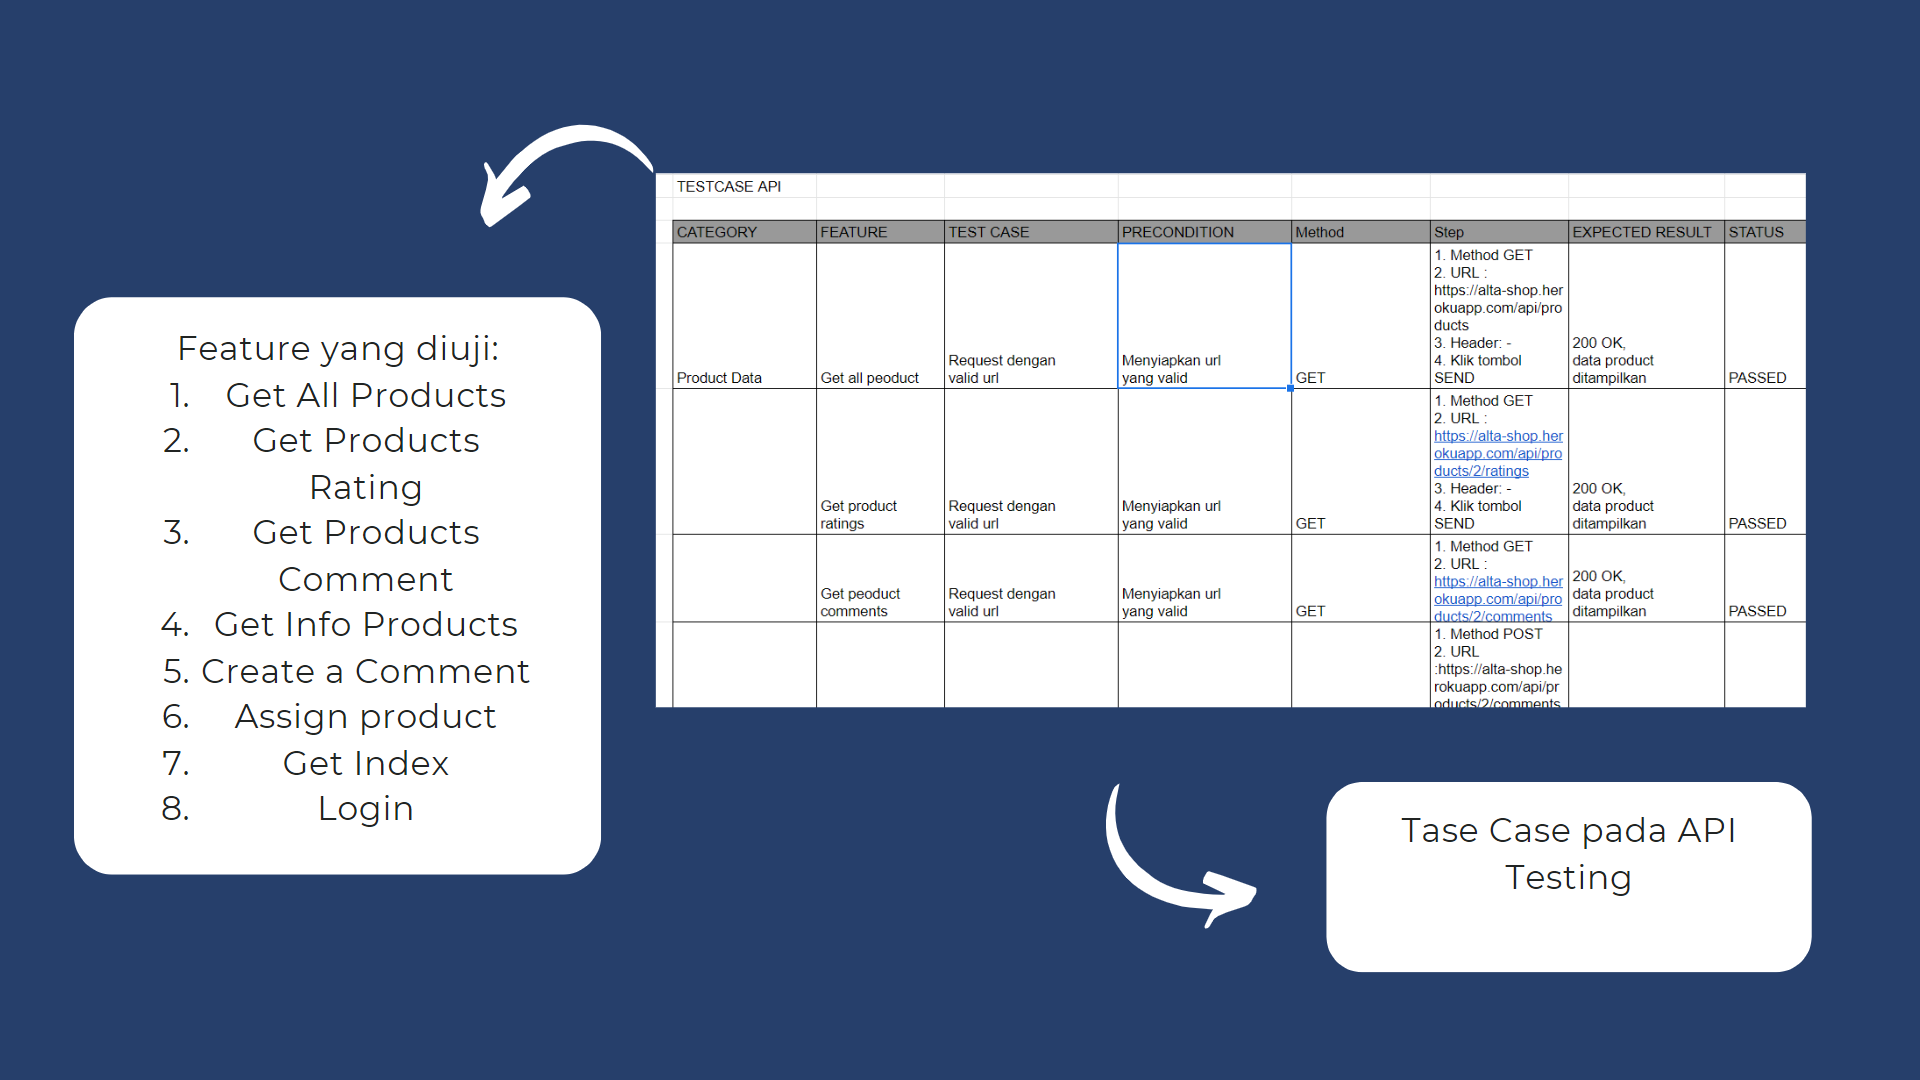 Feature yang diuji:
1. Get All Products
2. Get Products
Rating
3. Get Products
Comment
4. Get Info Products
5. Create a Comment
6. Assign product
7. Get Index
8. Login
TESTCASE API
CATEGORY FEATURE TEST CASE PRECONDITION Method Step EXPECTED RESULT STATUS
Product Data
Get all peoduct
Request dengan
valid url
Menyiapkan url
yang valid
GET
1. Method GET
2. URL :
https://alta-shop.her
okuapp.com/api/pro
ducts
3. Header: -
4. Klik tombol
SEND
200 OK,
data product
ditampilkan
PASSED
Get product
ratings
Request dengan
valid url
Menyiapkan url
yang valid
GET
1. Method GET
2. URL :
https://alta-shop.her
okuapp.com/api/pro
ducts/2/ratings
3. Header: -
4. Klik tombol
SEND
200 OK,
data product
ditampilkan
PASSED
Get peoduct
comments
Request dengan
valid url
Menyiapkan url
yang valid
GET
1. Method GET
2. URL :
https://alta-shop.her
okuapp.com/api/pro
ducts/2/comments
200 OK,
data product
ditampilkan
PASSED
1. Method POST
2. URL
:https://alta-shop.he
rokuapp.com/api/pr
oducts/2/comments
Tase Case pada API
Testing